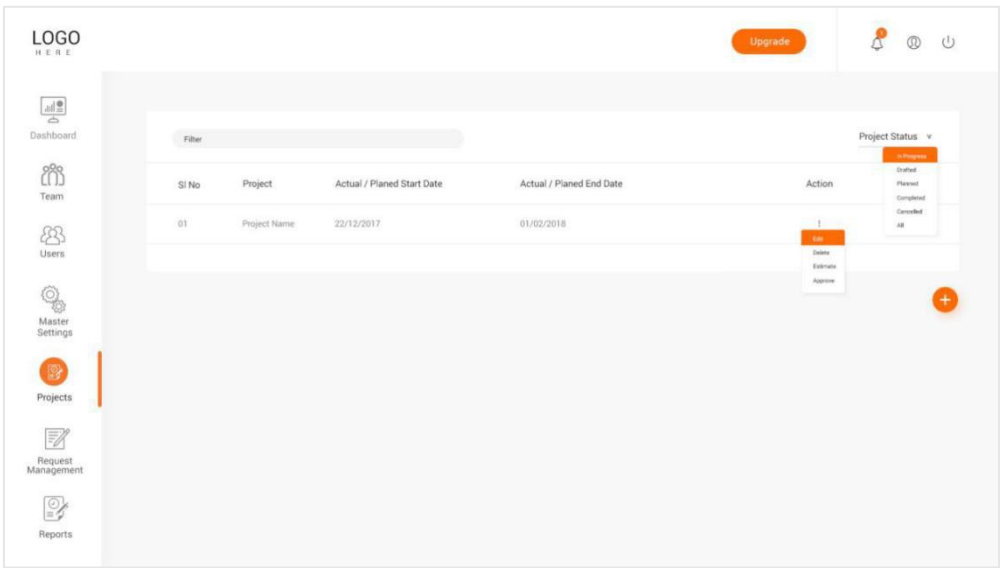 LOGO
HERE
Upgrade
Dashboard
Team
Users
Master
Settings
Projects
Request
Management
Reports
Filter
Project Status
In Progress
Drafted
Planned
Completed
Cancelled
All
Sl No Project Actual / Planed Start Date Actual / Planed End Date Action
01 Project Name 22/12/2017 01/02/2018
Edit
Delete
Estimate
Approve